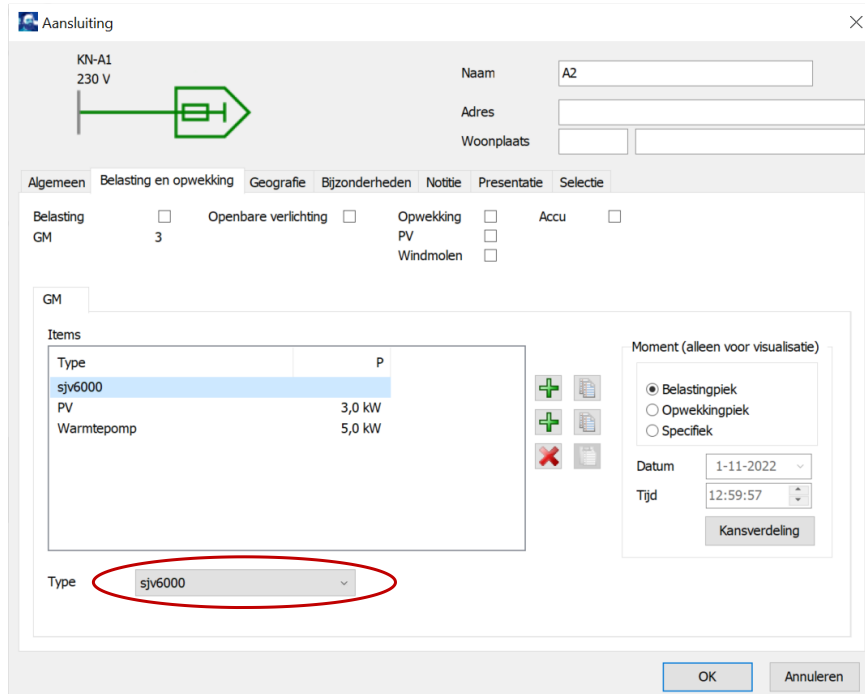 Aansluiting
KN-A1
230 V
Naam A2
Adres
Woonplaats
Algemeen Belasting en opwekking Geografie Bijzonderheden Notitie Presentatie Selectie
Belasting Openbare verlichting Opwekking Accu
GM 3 PV
Windmolen
GM
Items
Type P
sjv6000
PV 3,0 kW
Warmtepomp 5,0 kW
Moment (alleen voor visualisatie)
Belastingpiek
Opwekkingpiek
Specifiek
Datum 1-11-2022
Tijd 12:59:57
Kansverdeling
Type sjv6000
OK Annuleren